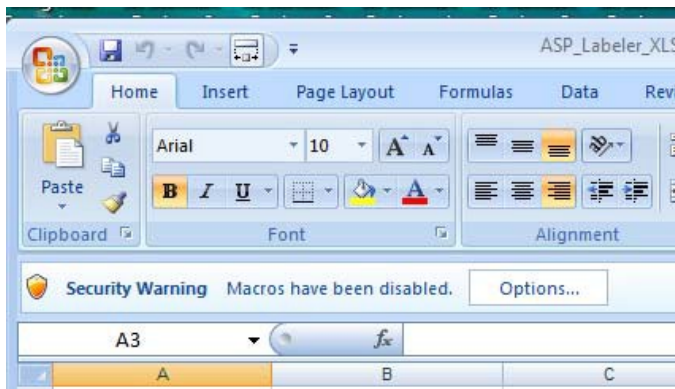 ASP_Labeler_XLS
Home Insert Page Layout Formulas Data Revi
Arial 10 A A
Paste B I U A
Clipboard Font Alignment
Security Warning Macros have been disabled. Options...
A3 fx
A B C